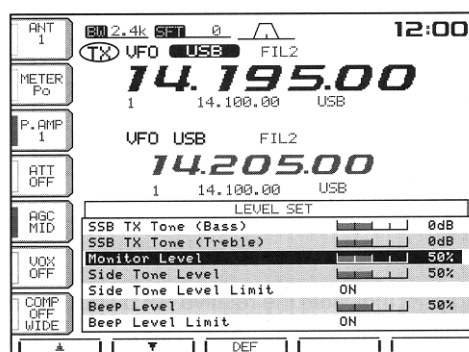 ANT
1
BW 2.4k SFT 0
12:00
TX VFO USB FIL2
14.195.00
1 14.100.00 USB
METER
Po
P.AMP
1
VFO USB FIL2
14.205.00
1 14.100.00 USB
ATT
OFF
AGC
MID
VOX
OFF
COMP
OFF
WIDE
LEVEL SET
SSB TX Tone (Bass) 0dB
SSB TX Tone (Treble) 0dB
Monitor Level 50%
Side Tone Level 50%
Side Tone Level Limit ON
Beep Level 50%
Beep Level Limit ON
DEF